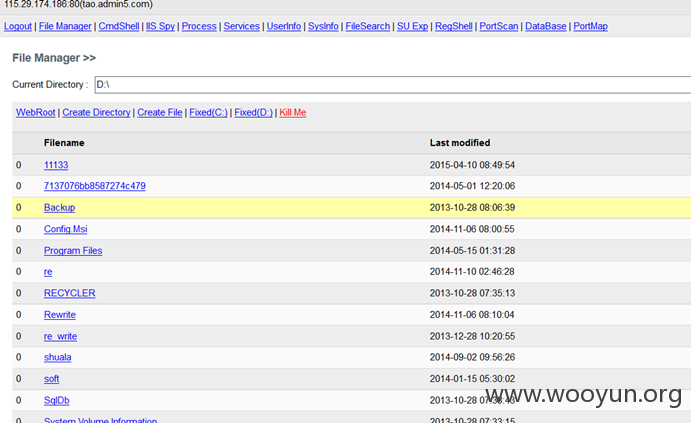 115.29.174.186:80(tao.admin5.com)
Logout | File Manager | CmdShell | IIS Spy | Process | Services | UserInfo | SysInfo | FileSearch | SU Exp | RegShell | PortScan | DataBase | PortMap
File Manager >>
Current Directory : D:\
WebRoot | Create Directory | Create File | Fixed(C:) | Fixed(D:) | Kill Me
Filename Last modified
0 11133 2015-04-10 08:49:54
0 7137076bb8587274c479 2014-05-01 12:20:06
0 Backup 2013-10-28 08:06:39
0 Config.Msi 2014-11-06 08:00:55
0 Program Files 2014-05-15 01:31:28
0 re 2014-11-10 02:46:28
0 RECYCLER 2013-10-28 07:35:13
0 Rewrite 2014-11-06 08:10:04
0 re_write 2013-12-28 10:20:55
0 shuala 2014-09-02 09:56:26
0 soft 2014-01-15 05:30:02
0 SqlDb 2013-10-28 07:38:43
www.wooyun.org
0 System Volume Information 2013-10-28 07:33:15